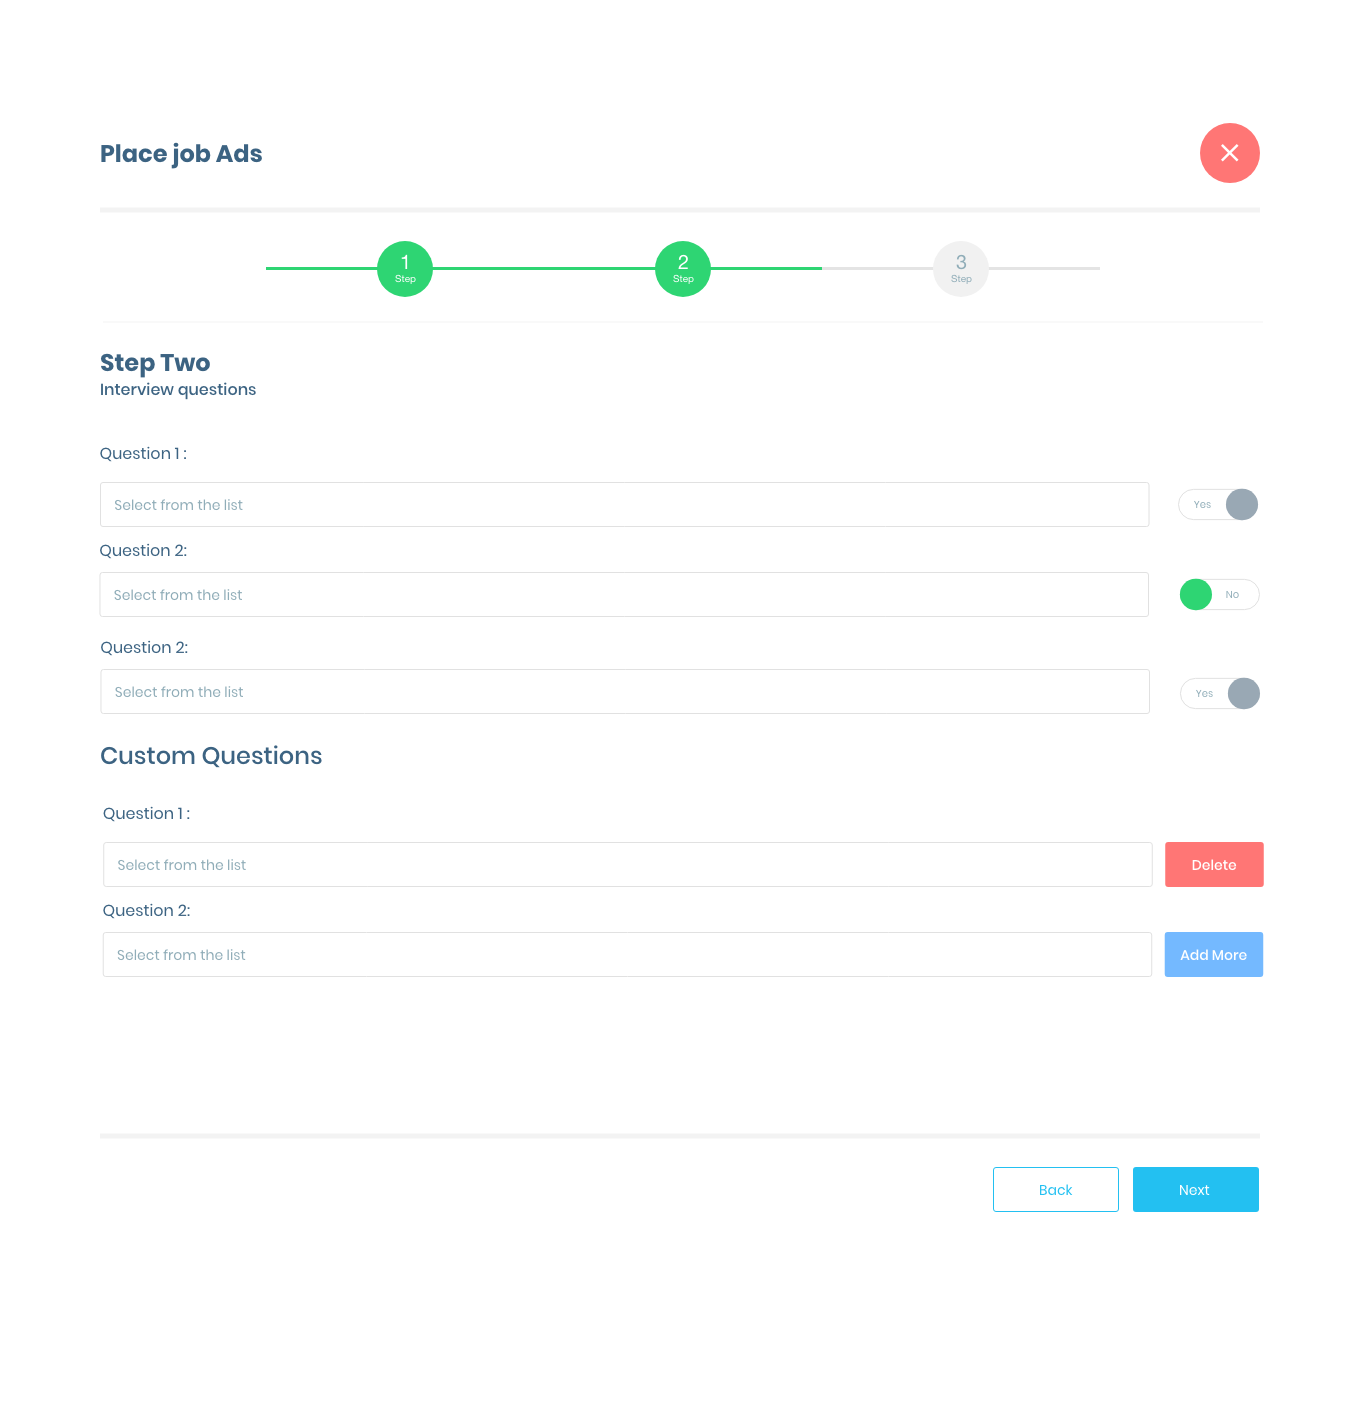 Place job Ads
1
Step
2
Step
3
Step
Step Two
Interview questions
Question 1 :
Select from the list
Yes
Question 2:
Select from the list
No
Question 2:
Select from the list
Yes
Custom Questions
Question 1 :
Select from the list
Delete
Question 2:
Select from the list
Add More
Back
Next